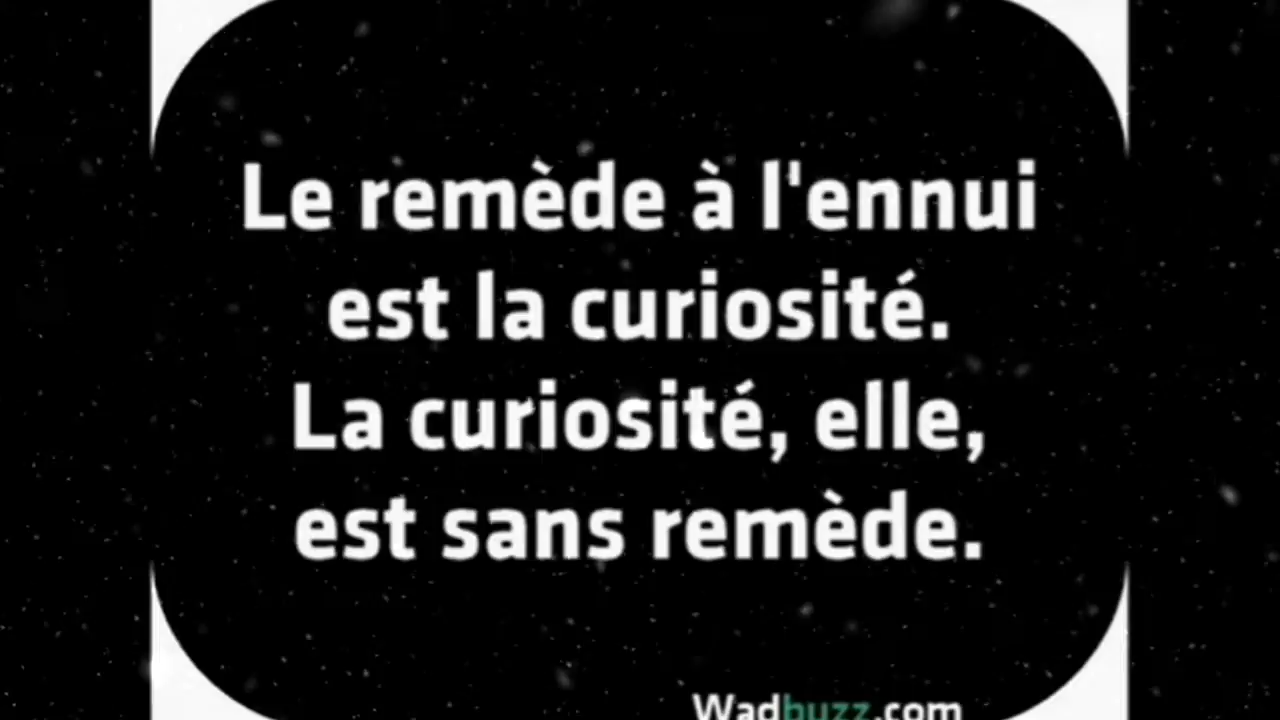 Le remède à l'ennui
est la curiosité.
La curiosité, elle,
est sans remède.
Wadbuzz.com